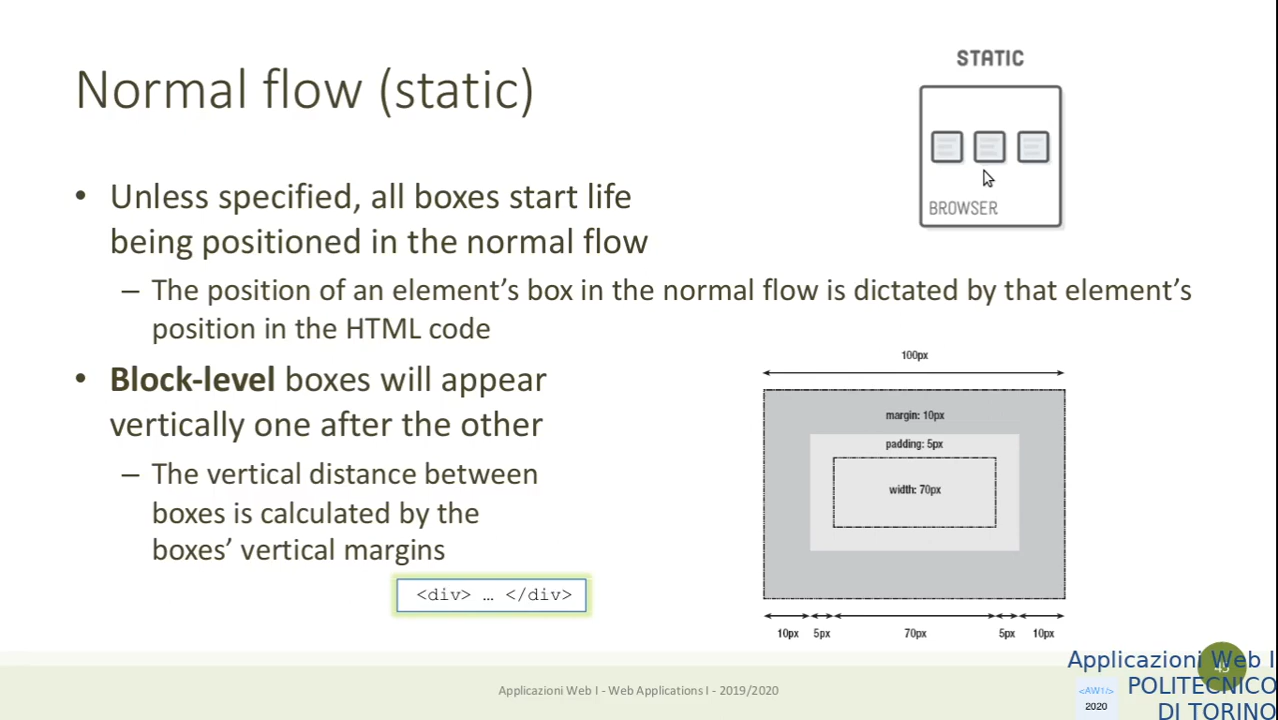 STATIC
Normal flow (static)
BROWSER
• Unless specified, all boxes start life
being positioned in the normal flow
– The position of an element’s box in the normal flow is dictated by that element’s
position in the HTML code
• Block-level boxes will appear
vertically one after the other
– The vertical distance between
boxes is calculated by the
boxes’ vertical margins
<div> … </div>
100px
margin: 10px
padding: 5px
width: 70px
10px 5px 70px 5px 10px
Applicazioni Web I - Web Applications I - 2019/2020
Applicazioni Web I
POLITECNICO
DI TORINO
<AW1/>
2020